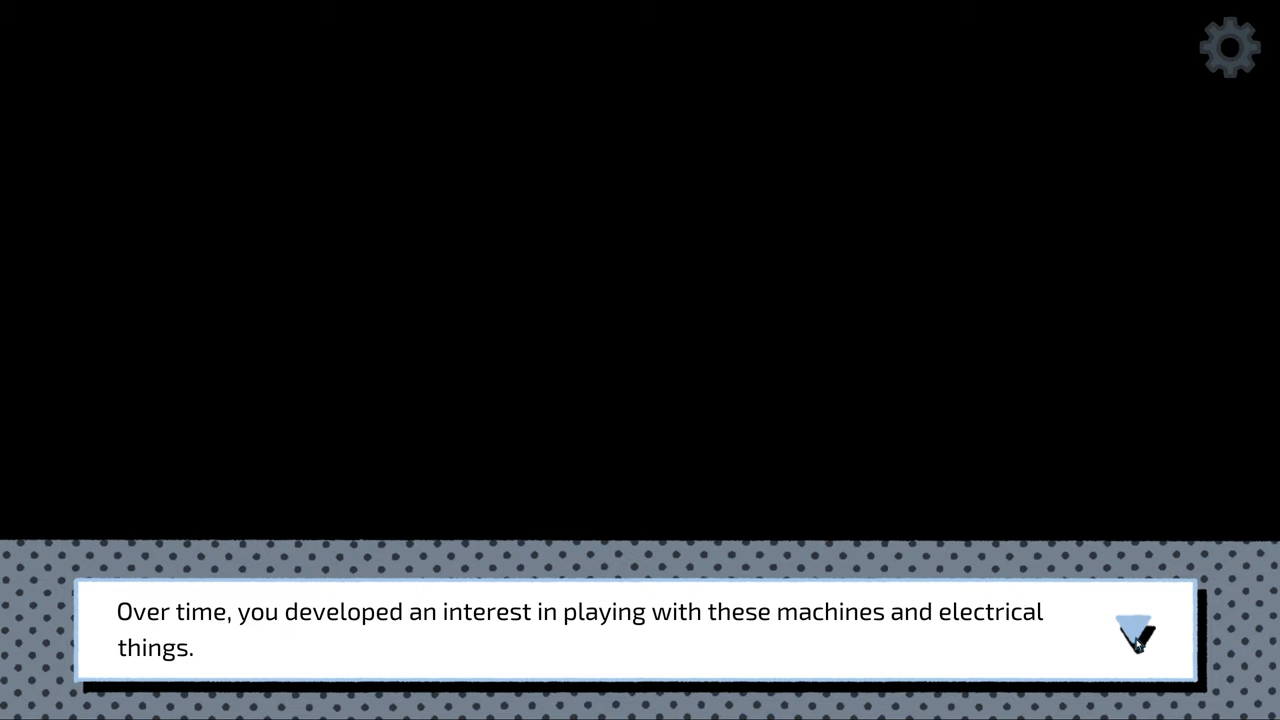 Over time, you developed an interest in playing with these machines and electrical
things.